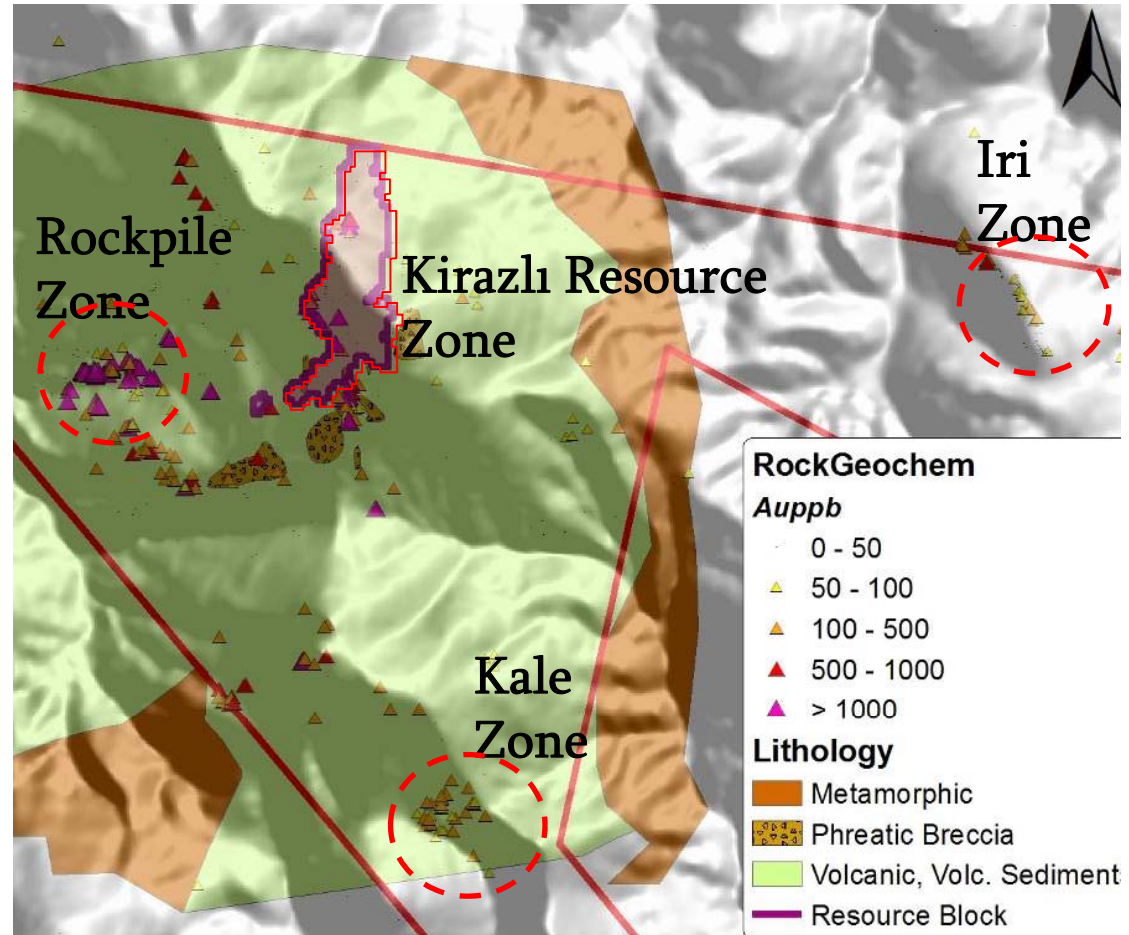 Iri
Zone
Rockpile
Zone
Kirazlı Resource
Zone
Kale
Zone
RockGeochem
Auppb
0 - 50
50 - 100
100 - 500
500 - 1000
> 1000
Lithology
Metamorphic
Phreatic Breccia
Volcanic, Volc. Sediments
Resource Block